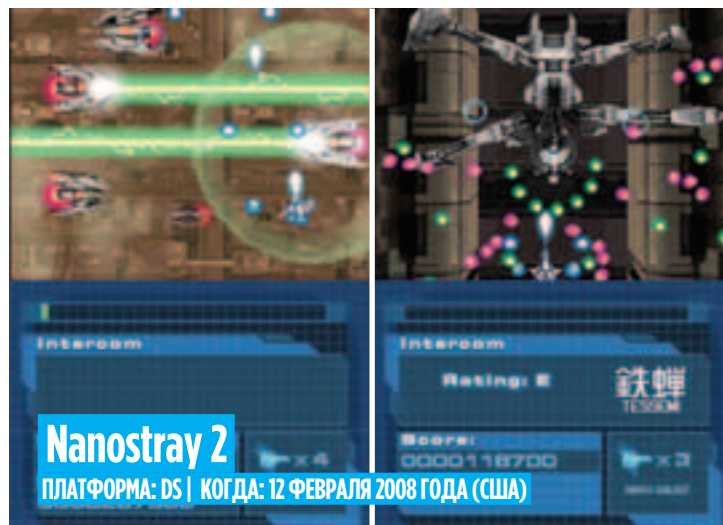 Intercom
Intercom
Rating: E
鉄蝉
TESSEMI
Score:
0000118700
×4
×3
Nanostray 2
ПЛАТФОРМА: DS | КОГДА: 12 ФЕВРАЛЯ 2008 ГОДА (США)